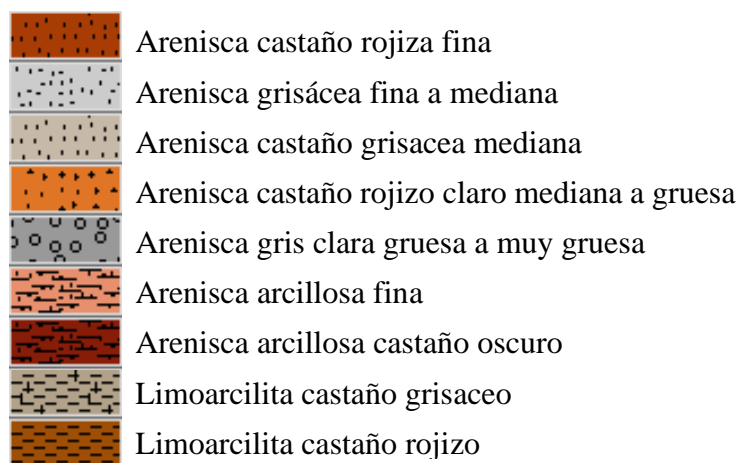 Arenisca castaño rojiza fina
Arenisca grisácea fina a mediana
Arenisca castaño grisacea mediana
Arenisca castaño rojizo claro mediana a gruesa
Arenisca gris clara gruesa a muy gruesa
Arenisca arcillosa fina
Arenisca arcillosa castaño oscuro
Limoarcilita castaño grisaceo
Limoarcilita castaño rojizo